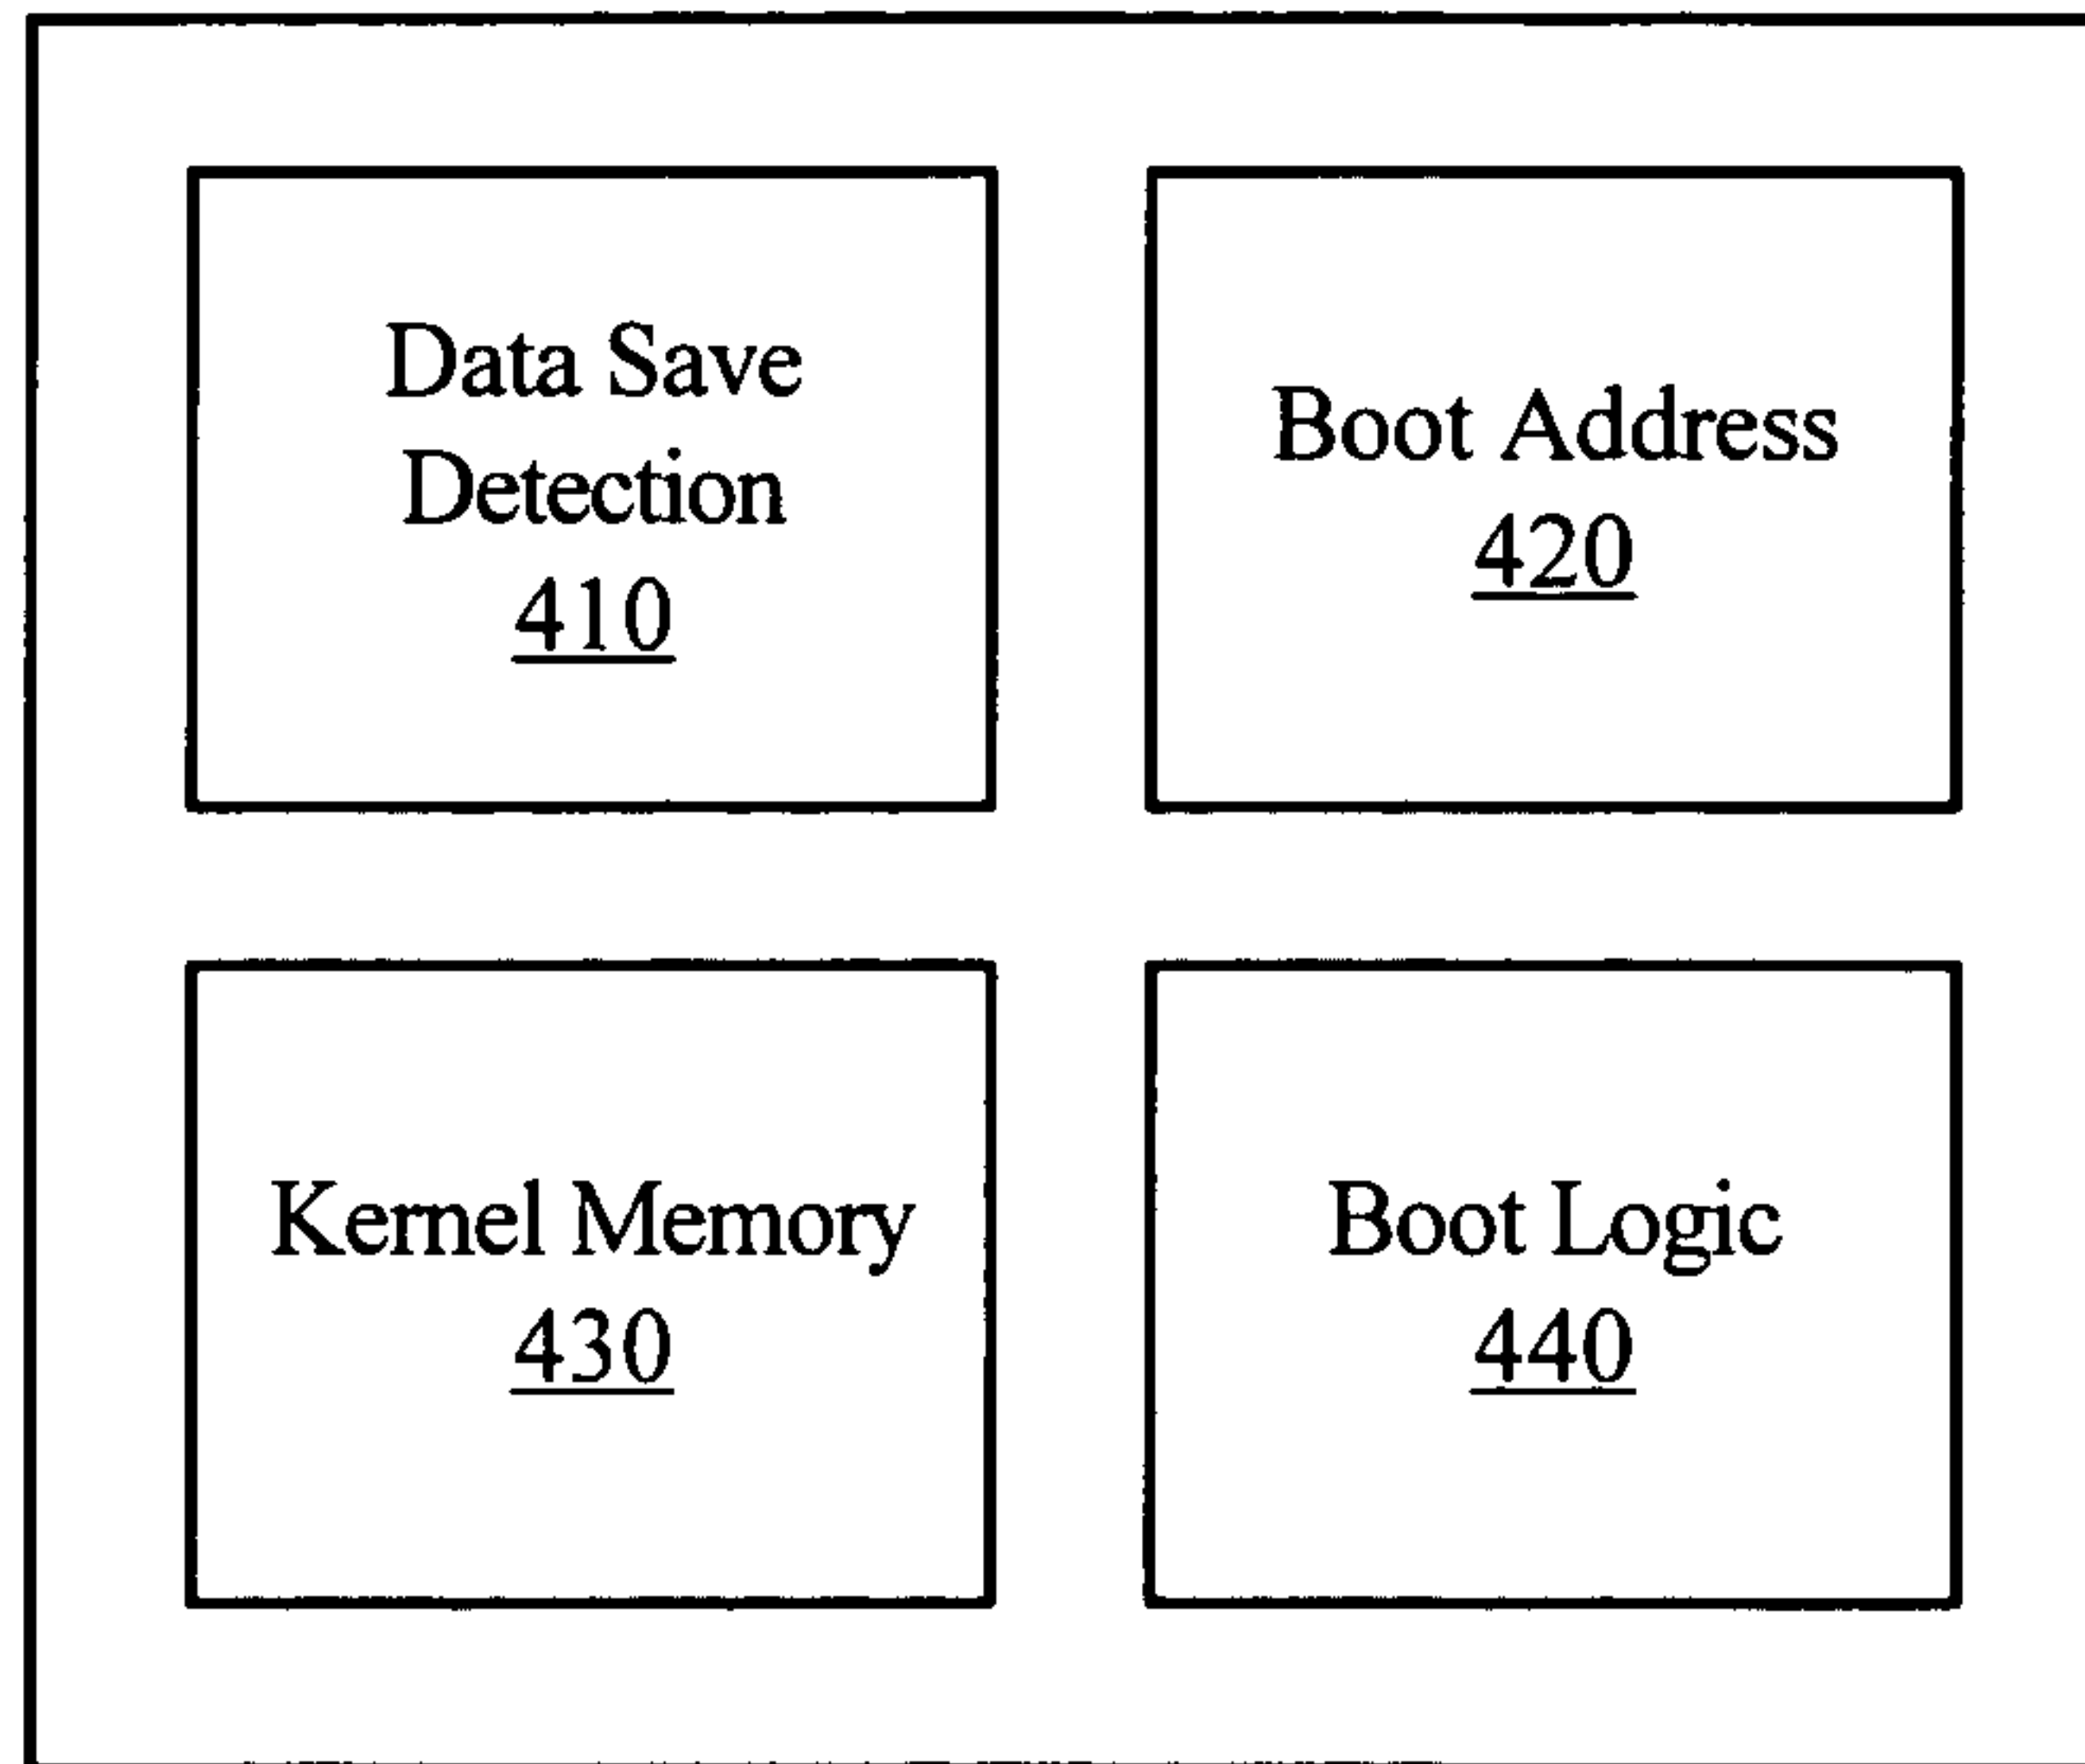 Data Save
Detection
410
Boot Address
420
Kernel Memory
430
Boot Logic
440